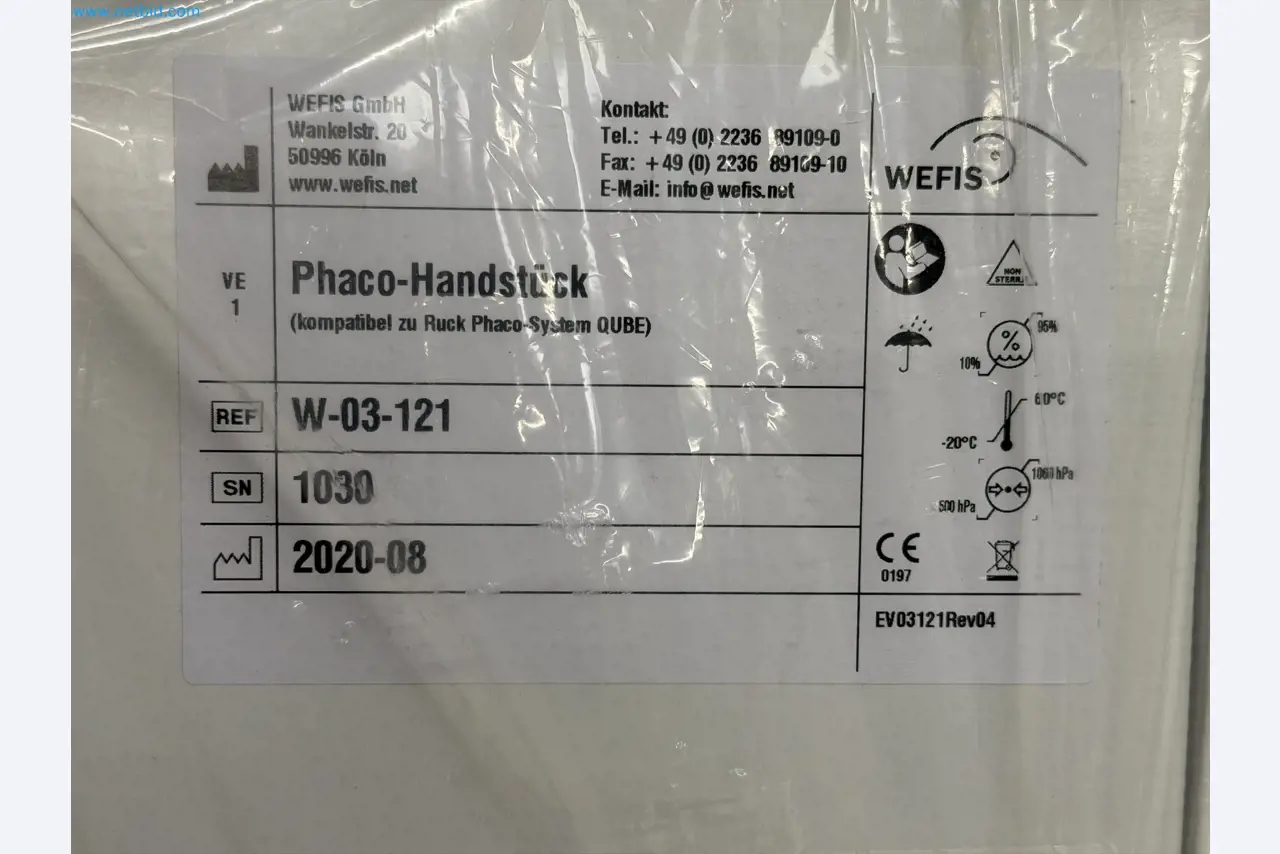 www.netbid.com
WEFIS GmbH
Wankelstr. 20
50996 Köln
www.wefis.net
Kontakt:
Tel.: +49 (0) 2236 89109-0
Fax: +49 (0) 2236 89109-10
E-Mail: info@wefis.net
WEFIS
VE
1
Phaco-Handstück
(kompatibel zu Ruck Phaco-System QUBE)
NON
STERILE
95%
10%
REF W-03-121
60°C
-20°C
SN 1030
1060 hPa
500 hPa
2020-08
CE
0197
EV03121Rev04